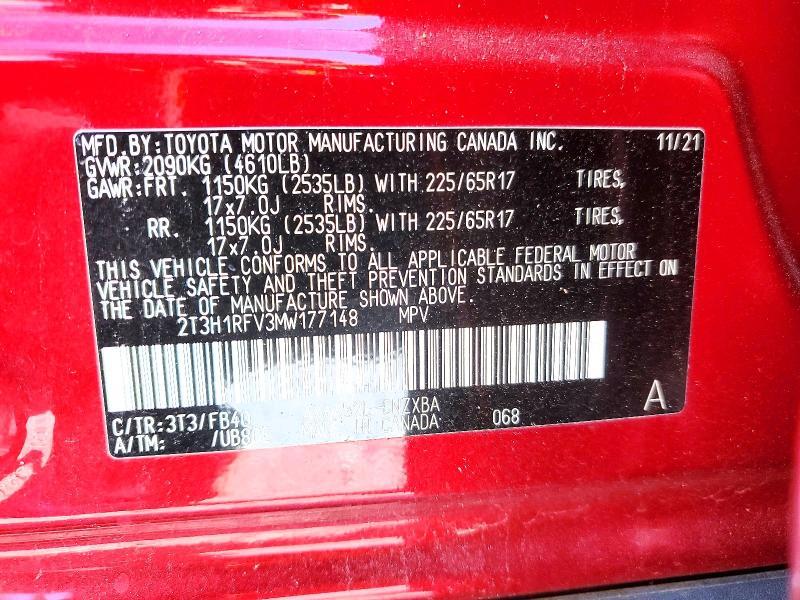 MFD. BY: TOYOTA MOTOR MANUFACTURING CANADA INC. 11/21
GVWR: 2090KG (4610LB)
GAWR: FRT. 1150KG (2535LB) WITH 225/65R17 TIRES,
17x7.0J RIMS.
RR. 1150KG (2535LB) WITH 225/65R17 TIRES,
17x7.0J RIMS.
THIS VEHICLE CONFORMS TO ALL APPLICABLE FEDERAL MOTOR
VEHICLE SAFETY AND THEFT PREVENTION STANDARDS IN EFFECT ON
THE DATE OF MANUFACTURE SHOWN ABOVE.
2T3H1RFV3MW177148 MPV
C/TR: 3T3/FB40
A/TM: MADE IN CANADA 068
A